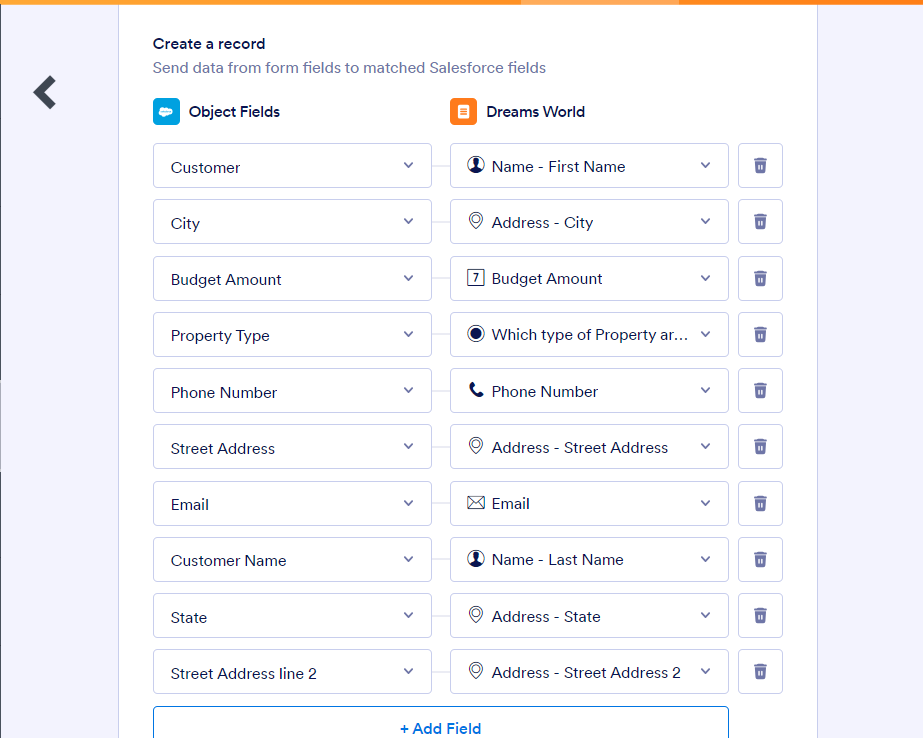 Create a record
Send data from form fields to matched Salesforce fields
Object Fields Dreams World
Customer Name - First Name
City Address - City
Budget Amount 7 Budget Amount
Property Type Which type of Property ar...
Phone Number Phone Number
Street Address Address - Street Address
Email Email
Customer Name Name - Last Name
State Address - State
Street Address line 2 Address - Street Address 2
+ Add Field